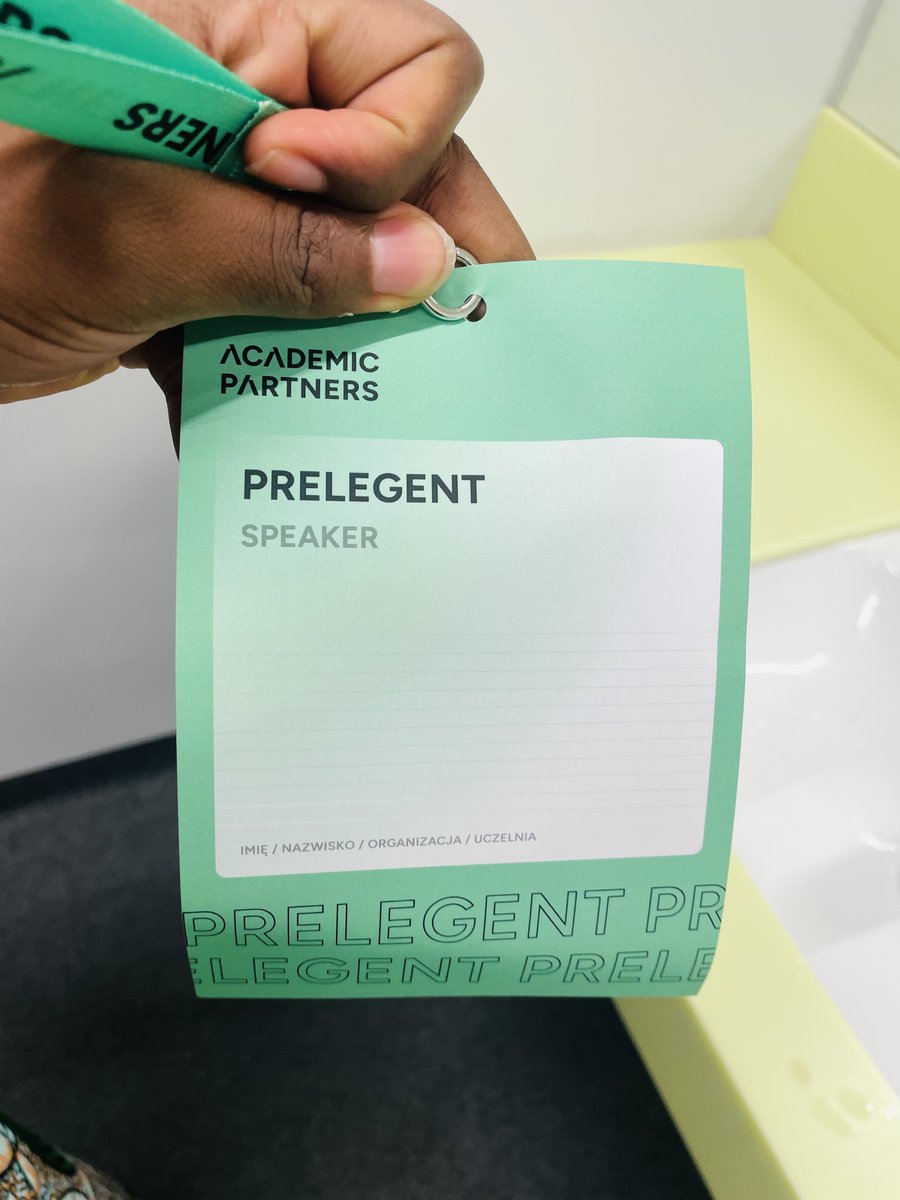 NERS
ACADEMIC
PARTNERS
PRELEGENT
SPEAKER
IMIĘ / NAZWISKO / ORGANIZACJA / UCZELNIA
PRELEGENT PR
ELEGENT PRELE